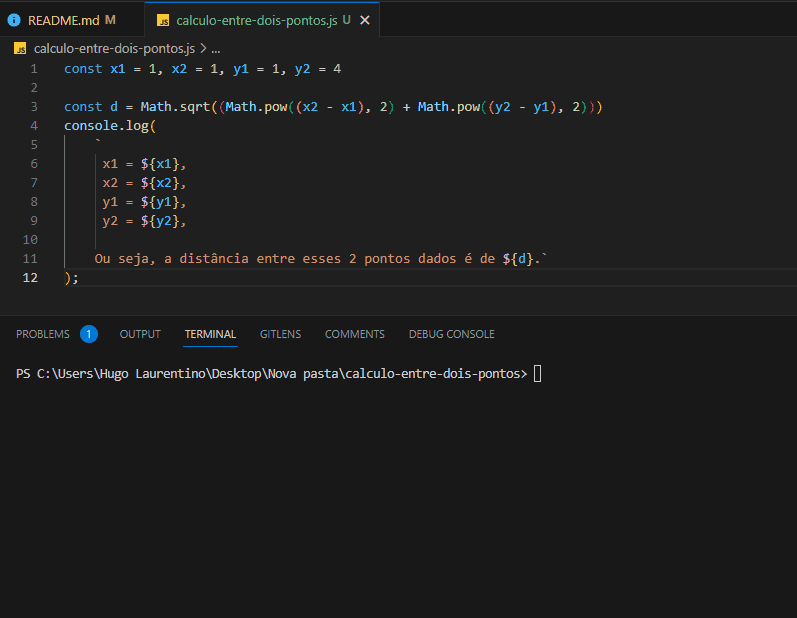 README.md M
JS calculo-entre-dois-pontos.js U
JS calculo-entre-dois-pontos.js > ...
1 const x1 = 1, x2 = 1, y1 = 1, y2 = 4
2
3 const d = Math.sqrt((Math.pow((x2 - x1), 2) + Math.pow((y2 - y1), 2)))
4 console.log(
5 `
6 x1 = ${x1},
7 x2 = ${x2},
8 y1 = ${y1},
9 y2 = ${y2},
10
11 Ou seja, a distância entre esses 2 pontos dados é de ${d}.`
12 );
PROBLEMS 1 OUTPUT TERMINAL GITLENS COMMENTS DEBUG CONSOLE
PS C:\Users\Hugo Laurentino\Desktop\Nova pasta\calculo-entre-dois-pontos>